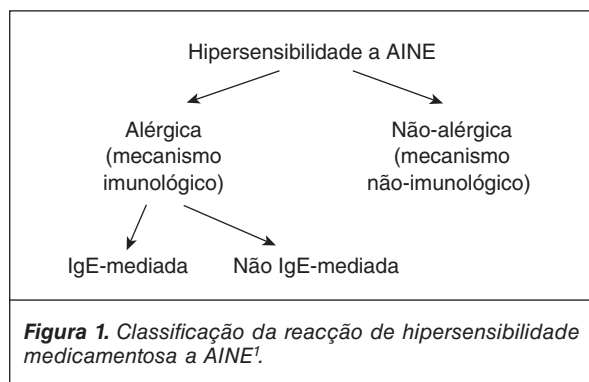 Hipersensibilidade a AINE
Alérgica
(mecanismo
imunológico)
Não-alérgica
(mecanismo
não-imunológico)
IgE-mediada
Não IgE-mediada
Figura 1. Classificação da reacção de hipersensibilidade
medicamentosa a AINE¹.